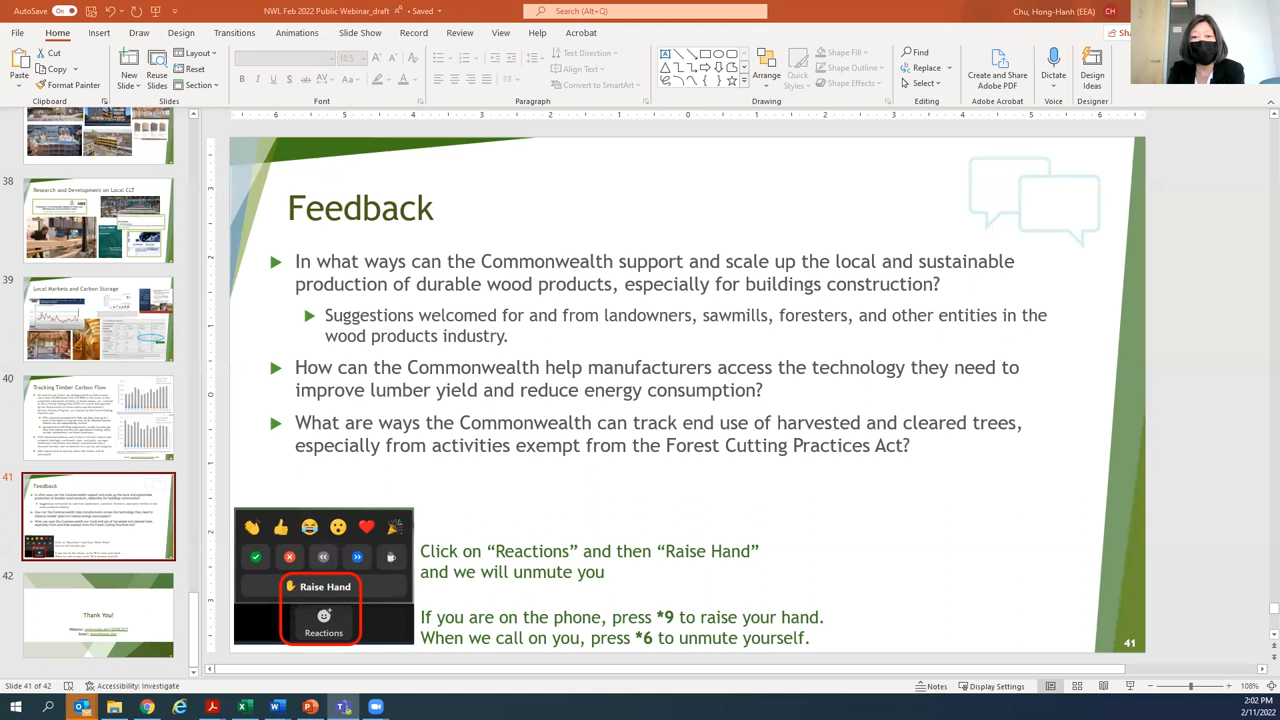 AutoSave
On
NWL Feb 2022 Public Webinar_draft
• Saved
Search (Alt+Q)
Chu, Hong-Hanh (EEA)
CH
File
Home
Insert
Draw
Design
Transitions
Animations
Slide Show
Record
Review
View
Help
Acrobat
Paste
Cut
Copy
Format Painter
Clipboard
New
Slides
Reuse
Slides
Layout
Reset
Section
Slides
10.5
Font
Text Direction
Align Text
Convert to SmartArt
Paragraph
Arrange
Quick
Styles
Shape Fill
Shape Outline
Shape Effects
Drawing
Find
Replace
Select
Editing
Create and Share
Adobe PDF
Adobe Acrobat
Dictate
Voice
Design
Ideas
Designer
38
Research and Development on Local CLT
39
Local Markets and Carbon Storage
40
Tracking Timber Carbon Flow
41
Feedback
42
Thank You!
Feedback
In what ways can the Commonwealth support and scale up the local and sustainable
production of durable wood products, especially for buildings construction?
Suggestions welcomed for and from landowners, sawmills, foresters, and other entities in the
wood products industry.
How can the Commonwealth help manufacturers access the technology they need to
improve lumber yield and reduce energy consumption?
What are ways the Commonwealth can track end use of harvested and cleared trees,
especially from activities exempt from the Forest Cutting Practices Act?
Raise Hand
Reactions
Click on “Reactions” and then “Raise Hand”
and we will unmute you
If you are on the phone, press *9 to raise your hand.
When we call on you, press *6 to unmute yourself.
41
Slide 41 of 42
Accessibility: Investigate
Notes
Display Settings
108%
2:02 PM
2/11/2022